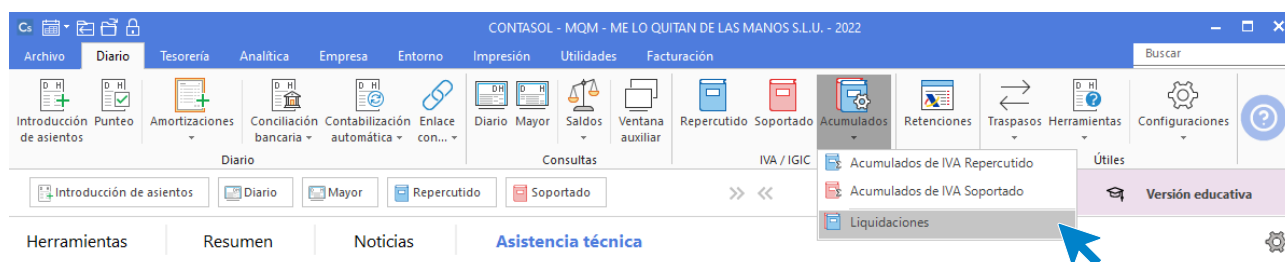 Cs
CONTASOL - MQM - ME LO QUITAN DE LAS MANOS S.L.U. - 2022
Archivo Diario Tesorería Analítica Empresa Entorno Impresión Utilidades Facturación Buscar
Introducción de asientos
Punteo
Amortizaciones
Conciliación bancaria
Contabilización automática
Enlace con...
Diario
D H
Diario
Mayor
Saldos
Ventana auxiliar
Consultas
Repercutido
Soportado
Acumulados
IVA / IGIC
Retenciones
Traspasos
Herramientas
Útiles
Configuraciones
?
Acumulados de IVA Repercutido
Acumulados de IVA Soportado
Liquidaciones
Introducción de asientos Diario Mayor Repercutido Soportado
Versión educativa
Herramientas Resumen Noticias Asistencia técnica